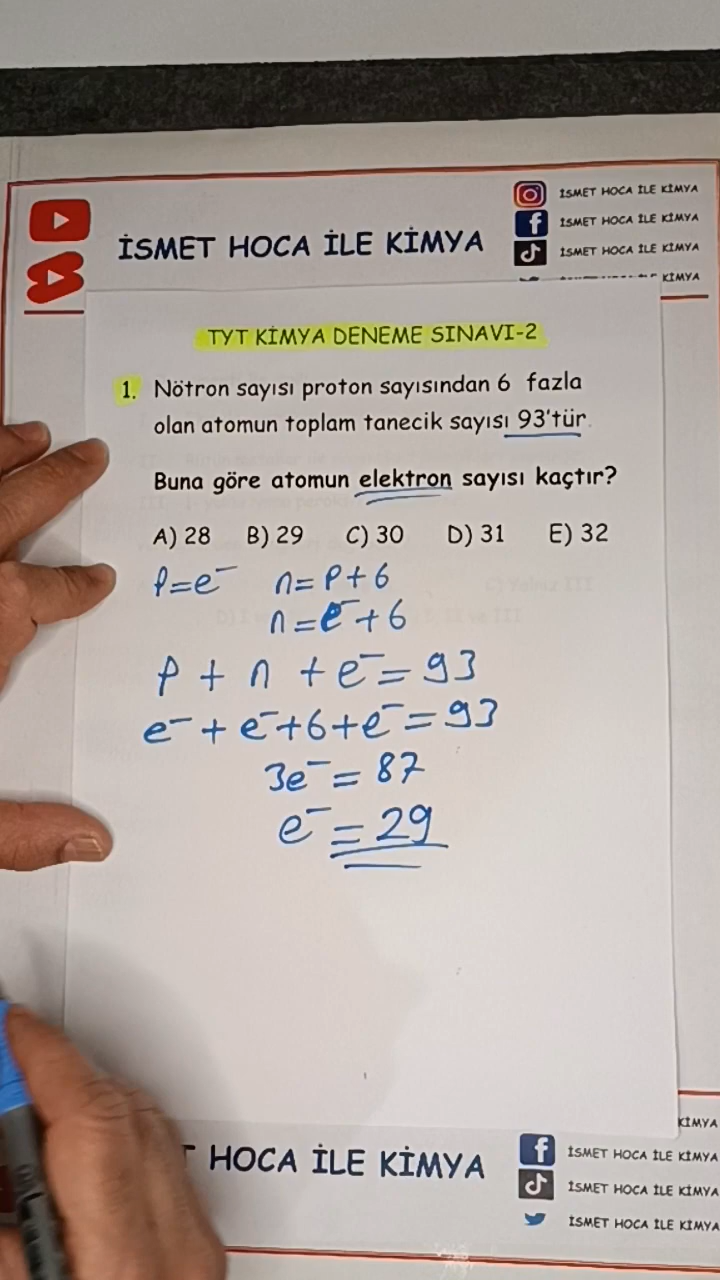 İSMET HOCA İLE KİMYA
İSMET HOCA İLE KİMYA
İSMET HOCA İLE KİMYA
İSMET HOCA İLE KİMYA
KİMYA
TYT KİMYA DENEME SINAVI-2
1. Nötron sayısı proton sayısından 6 fazla
olan atomun toplam tanecik sayısı 93'tür.
Buna göre atomun elektron sayısı kaçtır?
A) 28 B) 29 C) 30 D) 31 E) 32
P=e⁻ n=P+6
n=e⁻+6
P + n + e⁻ = 93
e⁻ + e⁻+6+e⁻ = 93
3e⁻ = 87
e⁻ = 29
KİMYA
T HOCA İLE KİMYA
İSMET HOCA İLE KİMYA
İSMET HOCA İLE KİMYA
İSMET HOCA İLE KİMYA